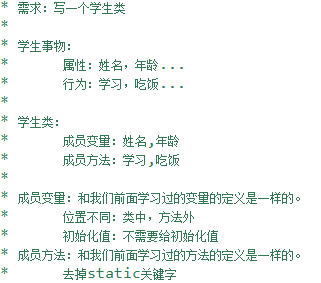 * 需求：写一个学生类
*
* 学生事物：
*       属性：姓名，年龄...
*       行为：学习，吃饭...
*
* 学生类：
*       成员变量：姓名,年龄
*       成员方法：学习,吃饭
*
* 成员变量：和我们前面学习过的变量的定义是一样的。
*       位置不同：类中，方法外
*       初始化值：不需要给初始化值
* 成员方法：和我们前面学习过的方法的定义是一样的。
*       去掉static关键字